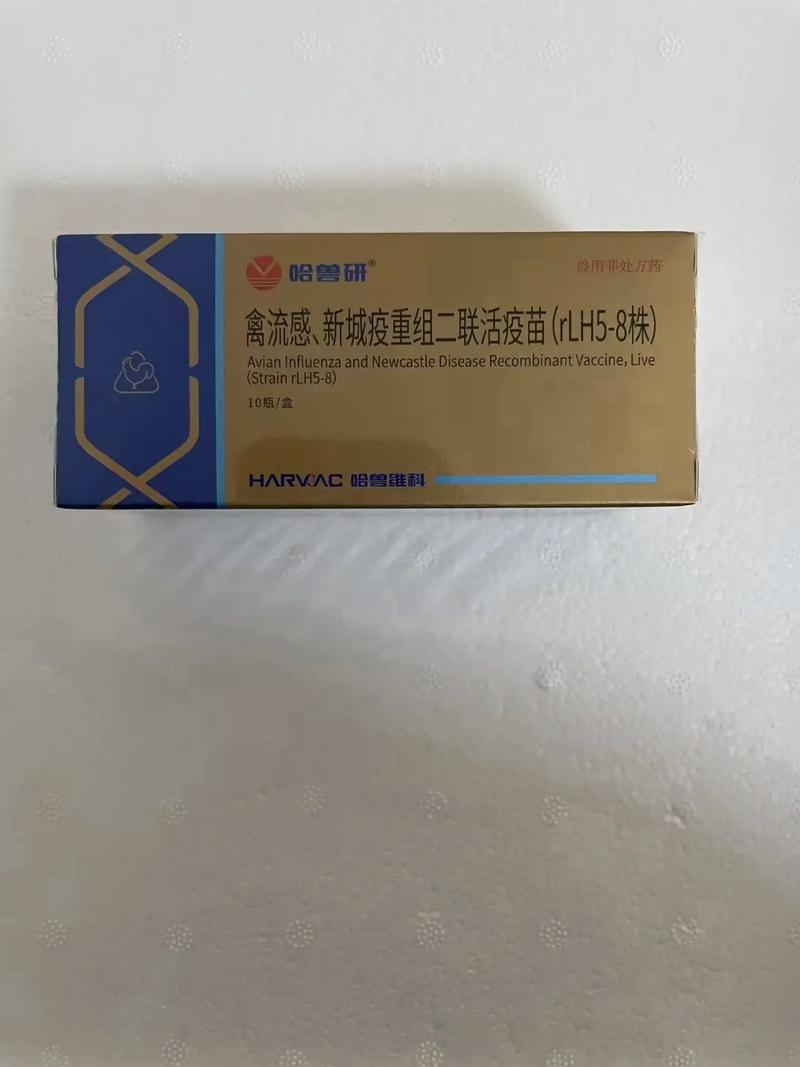 哈兽研®
兽用非处方药
禽流感、新城疫重组二联活疫苗(rLH5-8株)
Avian Influenza and Newcastle Disease Recombinant Vaccine, Live
(Strain rLH5-8)
10瓶/盒
HARVAC 哈兽维科